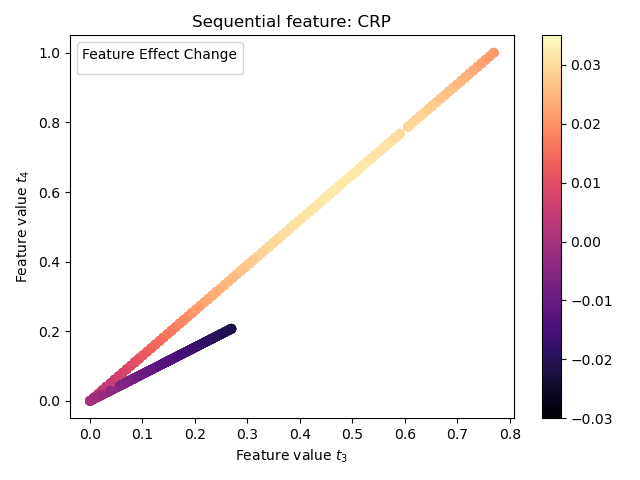 Sequential feature: CRP
Feature Effect Change
Feature value t₄
1.0
0.8
0.6
0.4
0.2
0.0
0.0 0.1 0.2 0.3 0.4 0.5 0.6 0.7 0.8
Feature value t₃
0.03
0.02
0.01
0.00
−0.01
−0.02
−0.03